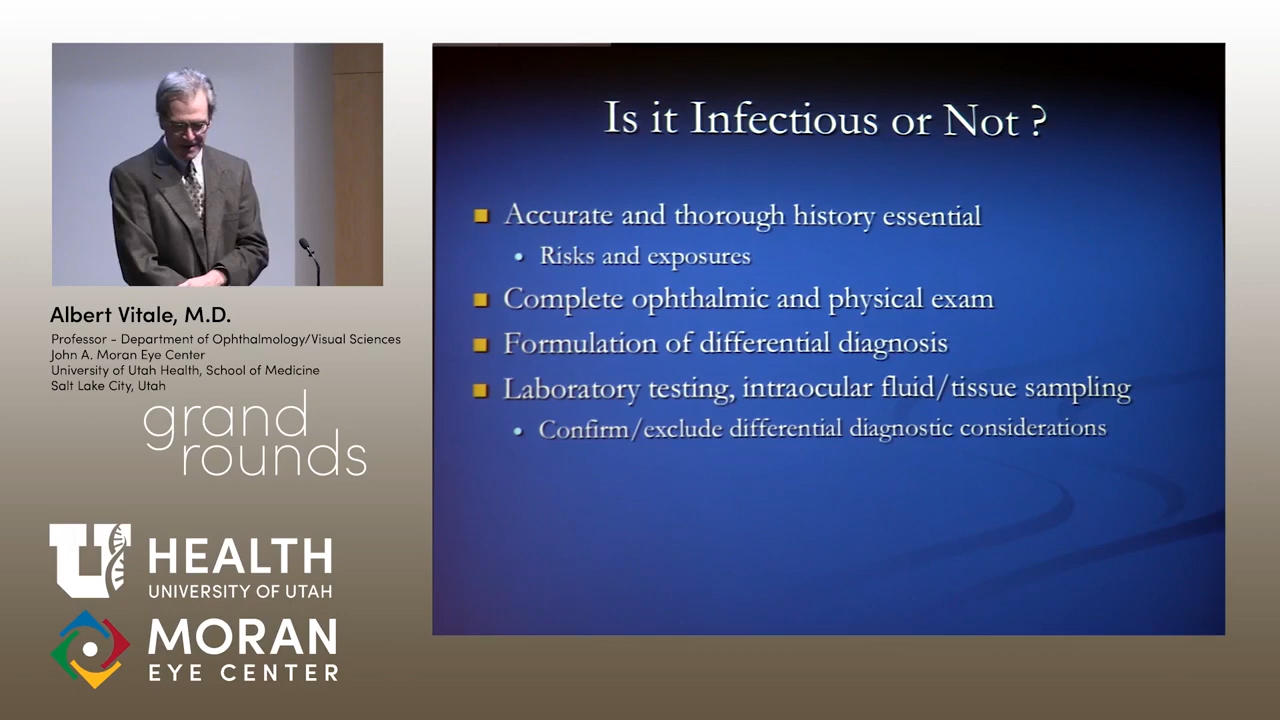 Is it Infectious or Not ?
Accurate and thorough history essential
Risks and exposures
Complete ophthalmic and physical exam
Formulation of differential diagnosis
Laboratory testing, intraocular fluid/tissue sampling
Confirm/exclude differential diagnostic considerations
Albert Vitale, M.D.
Professor - Department of Ophthalmology/Visual Sciences
John A. Moran Eye Center
University of Utah Health, School of Medicine
Salt Lake City, Utah
grand
rounds
U HEALTH
UNIVERSITY OF UTAH
MORAN
EYE CENTER